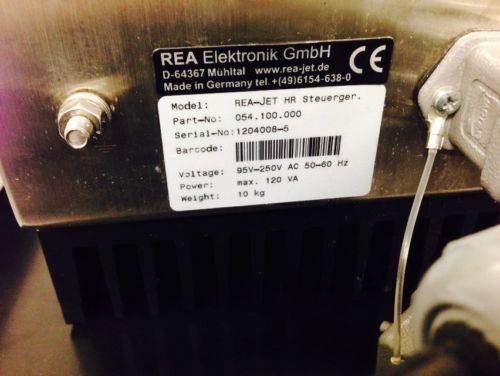 REA Elektronik GmbH
D-64367 Mühltal www.rea-jet.de
Made in Germany tel.+(49)6154-638-0
CE
Model: REA-JET HR Steuerger.
Part-No: 054.100.000
Serial-No: 1204008-5
Barcode:
Voltage: 95V-250V AC 50-60 Hz
Power: max. 120 VA
Weight: 10 kg